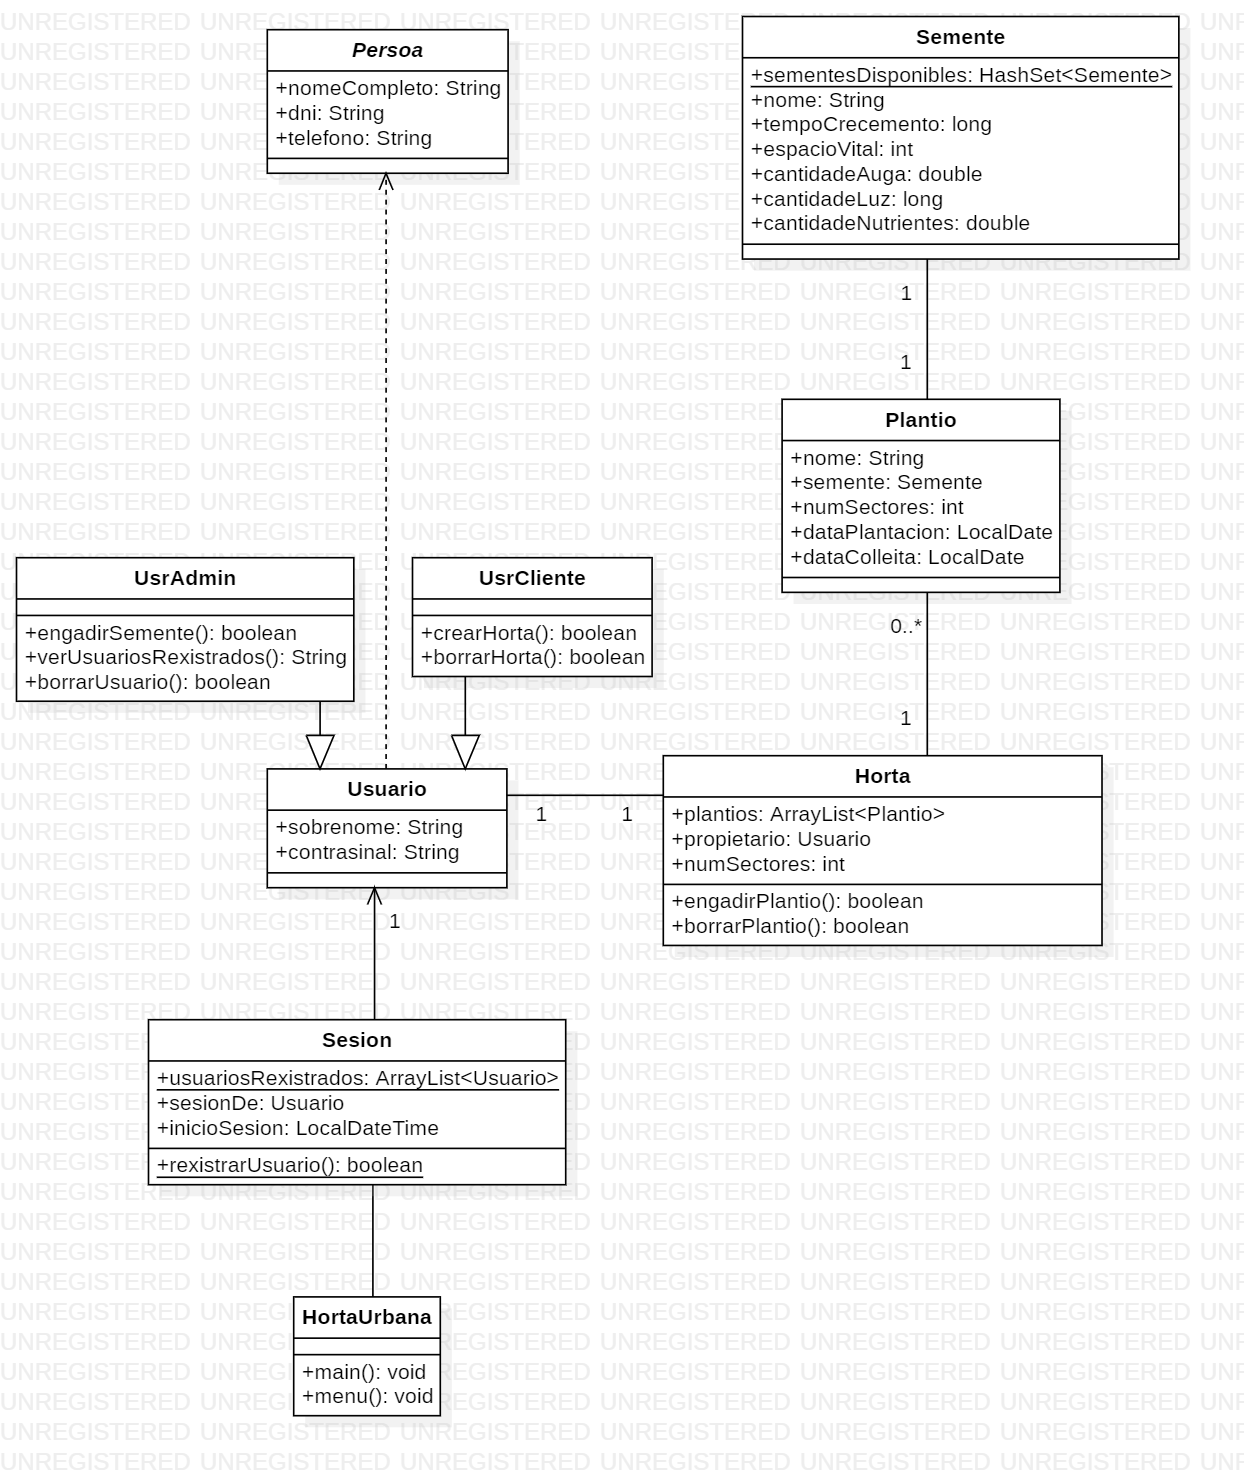 Persoa
+nomeCompleto: String
+dni: String
+telefono: String
Semente
+sementesDisponibles: HashSet<Semente>
+nome: String
+tempoCrecemento: long
+espacioVital: int
+cantidadeAuga: double
+cantidadeLuz: long
+cantidadeNutrientes: double
1
1
Plantio
+nome: String
+semente: Semente
+numSectores: int
+dataPlantacion: LocalDate
+dataColleita: LocalDate
0..*
1
UsrAdmin
+engadirSemente(): boolean
+verUsuariosRexistrados(): String
+borrarUsuario(): boolean
UsrCliente
+crearHorta(): boolean
+borrarHorta(): boolean
Usuario
+sobrenome: String
+contrasinal: String
1
1
Horta
+plantios: ArrayList<Plantio>
+propietario: Usuario
+numSectores: int
+engadirPlantio(): boolean
+borrarPlantio(): boolean
1
Sesion
+usuariosRexistrados: ArrayList<Usuario>
+sesionDe: Usuario
+inicioSesion: LocalDateTime
+rexistrarUsuario(): boolean
HortaUrbana
+main(): void
+menu(): void
UNREGISTERED